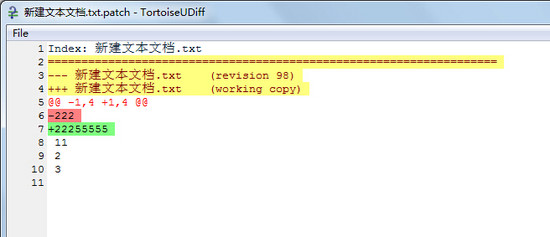 新建文本文档.txt.patch - TortoiseUDiff
File
1 Index: 新建文本文档.txt
2 ===================================================================
3 --- 新建文本文档.txt    (revision 98)
4 +++ 新建文本文档.txt    (working copy)
5 @@ -1,4 +1,4 @@
6 -222
7 +22255555
8  11
9  2
10  3
11